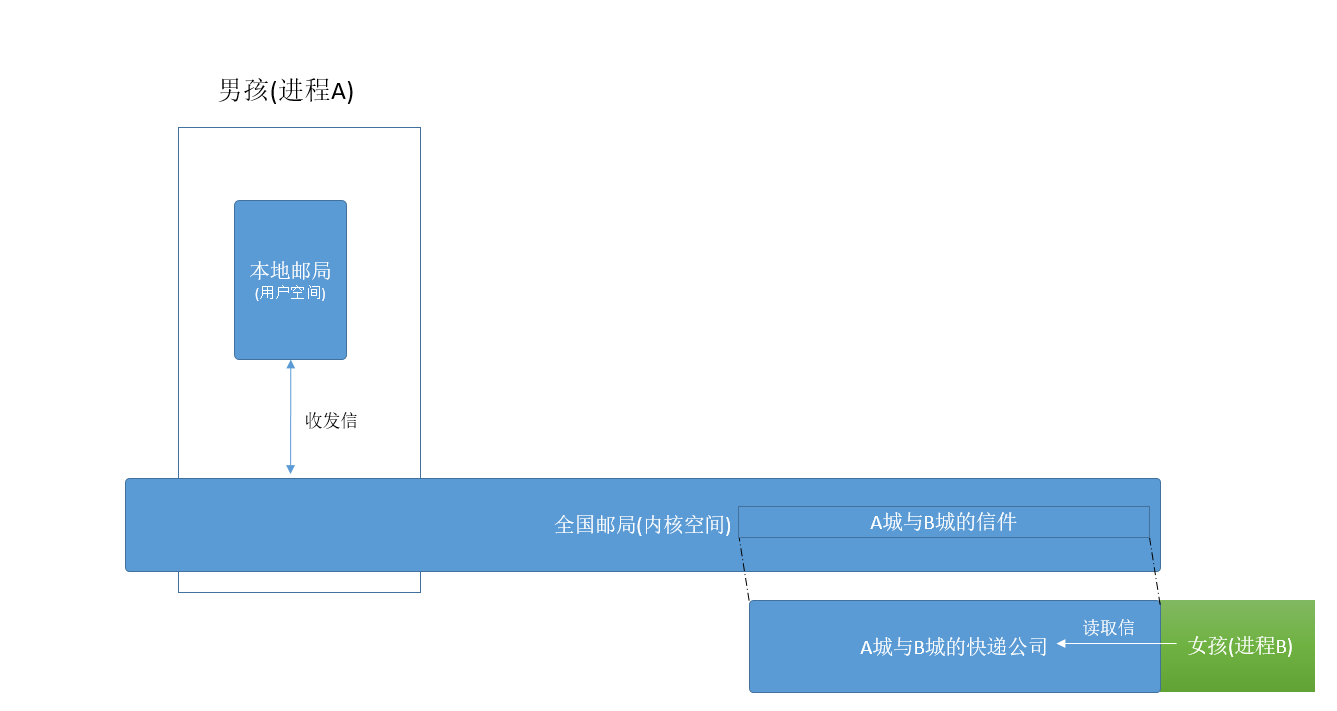 男孩(进程A)
本地邮局
(用户空间)
收发信
全国邮局(内核空间)
A城与B城的信件
读取信
A城与B城的快递公司
女孩(进程B)